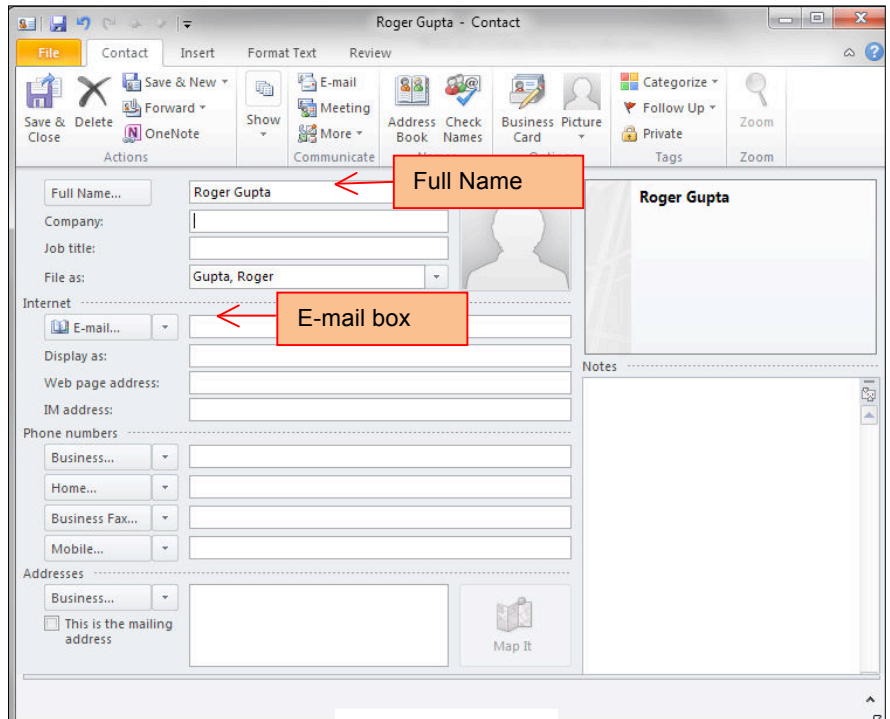 Roger Gupta - Contact
File Contact Insert Format Text Review
Save & Close
Delete
Save & New
Forward
OneNote
Actions
Show
E-mail
Meeting
More
Communicate
Address Book
Check Names
Business Card
Picture
Categorize
Follow Up
Private
Tags
Zoom
Zoom
Full Name... Roger Gupta
Full Name
Company:
Job title:
File as: Gupta, Roger
Internet
E-mail...
E-mail box
Display as:
Web page address:
IM address:
Phone numbers
Business...
Home...
Business Fax...
Mobile...
Addresses
Business...
This is the mailing
address
Map It
Roger Gupta
Notes